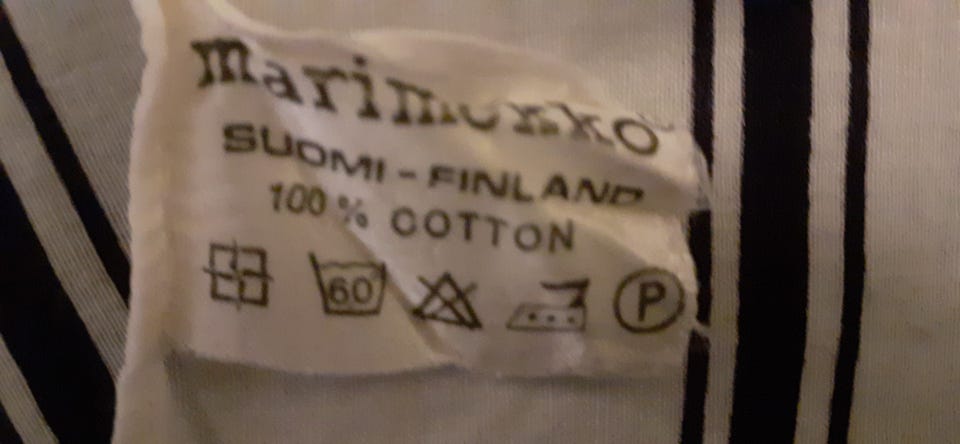 marimekko
SUOMI - FINLAND
100 % COTTON
60 P